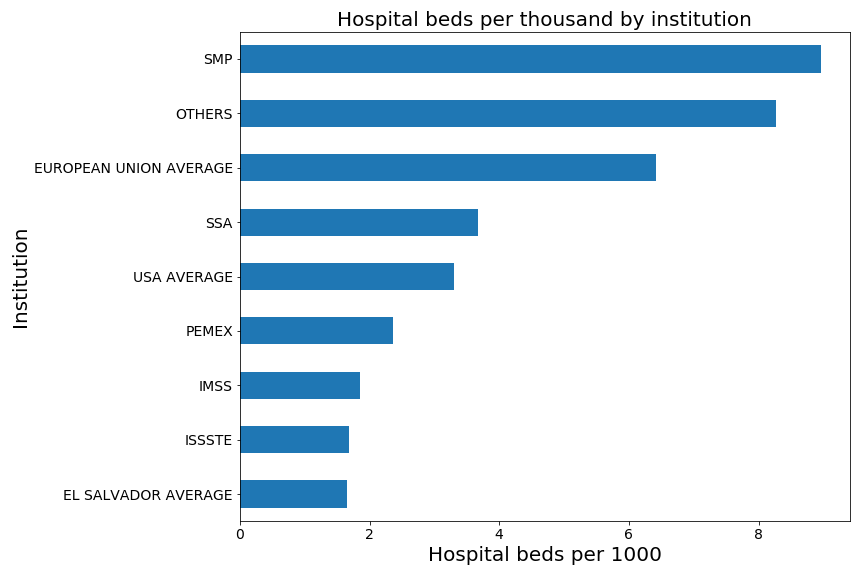 Hospital beds per thousand by institution
Institution
SMP
OTHERS
EUROPEAN UNION AVERAGE
SSA
USA AVERAGE
PEMEX
IMSS
ISSSTE
EL SALVADOR AVERAGE
0 2 4 6 8
Hospital beds per 1000